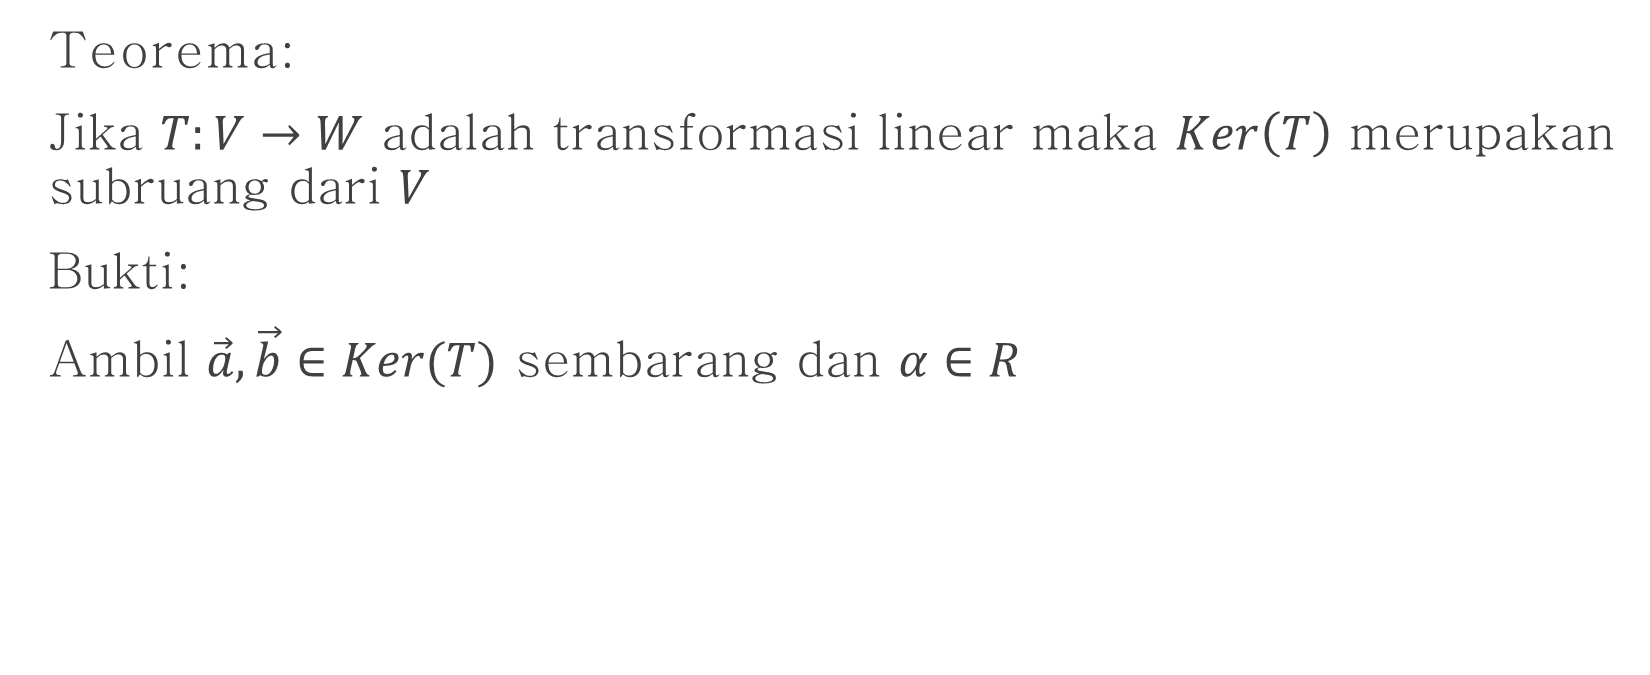 Teorema:
Jika T: V → W adalah transformasi linear maka Ker(T) merupakan
subruang dari V
Bukti:
Ambil a⃗, b⃗ ∈ Ker(T) sembarang dan α ∈ R